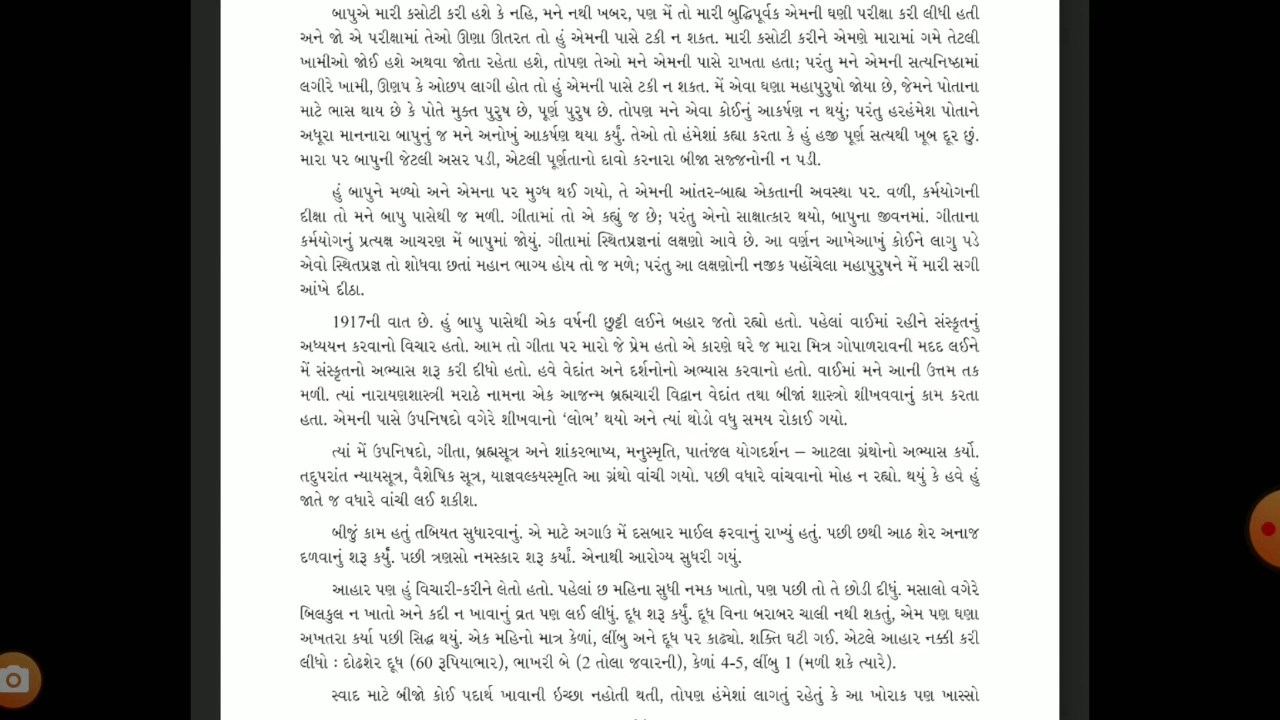 બાપુએ મારી કસોટી કરી હશે કે નહિ, મને નથી ખબર, પણ મેં તો મારી બુદ્ધિપૂર્વક એમની ઘણી પરીક્ષા કરી લીધી હતી
અને જો એ પરીક્ષામાં તેઓ ઊણા ઊતરત તો હું એમની પાસે ટકી ન શકત. મારી કસોટી કરીને એમણે મારામાં ગમે તેટલી
ખામીઓ જોઈ હશે અથવા જોતા રહેતા હશે, તોપણ તેઓ મને એમની પાસે રાખતા હતા; પરંતુ મને એમની સત્યનિષ્ઠામાં
લગીરે ખામી, ઊણપ કે ઓછપ લાગી હોત તો હું એમની પાસે ટકી ન શકત. મેં એવા ઘણા મહાપુરુષો જોયા છે, જેમને પોતાના
માટે ભાસ થાય છે કે પોતે મુક્ત પુરુષ છે, પૂર્ણ પુરુષ છે. તોપણ મને એવા કોઈનું આકર્ષણ ન થયું; પરંતુ હરહંમેશ પોતાને
અધૂરા માનનારા બાપુનું જ મને અનોખું આકર્ષણ થયા કર્યું. તેઓ તો હંમેશાં કહ્યા કરતા કે હું હજી પૂર્ણ સત્યથી ખૂબ દૂર છું.
મારા પર બાપુની જેટલી અસર પડી, એટલી પૂર્ણતાનો દાવો કરનારા બીજા સજ્જનોની ન પડી.
હું બાપુને મળ્યો અને એમના પર મુગ્ધ થઈ ગયો, તે એમની આંતર-બાહ્ય એકતાની અવસ્થા પર. વળી, કર્મયોગની
દીક્ષા તો મને બાપુ પાસેથી જ મળી. ગીતામાં તો એ કહ્યું જ છે; પરંતુ એનો સાક્ષાત્કાર થયો, બાપુના જીવનમાં. ગીતાના
કર્મયોગનું પ્રત્યક્ષ આચરણ મેં બાપુમાં જોયું. ગીતામાં સ્થિતપ્રજ્ઞનાં લક્ષણો આવે છે. આ વર્ણન આખેઆખું કોઈને લાગુ પડે
એવો સ્થિતપ્રજ્ઞ તો શોધવા છતાં મહાન ભાગ્ય હોય તો જ મળે; પરંતુ આ લક્ષણોની નજીક પહોંચેલા મહાપુરુષને મેં મારી સગી
આંખે દીઠા.
1917ની વાત છે. હું બાપુ પાસેથી એક વર્ષની છુટ્ટી લઈને બહાર જતો રહ્યો હતો. પહેલાં વાઈમાં રહીને સંસ્કૃતનું
અધ્યયન કરવાનો વિચાર હતો. આમ તો ગીતા પર મારો જે પ્રેમ હતો એ કારણે ઘરે જ મારા મિત્ર ગોપાળરાવની મદદ લઈને
મેં સંસ્કૃતનો અભ્યાસ શરૂ કરી દીધો હતો. હવે વેદાંત અને દર્શનોનો અભ્યાસ કરવાનો હતો. વાઈમાં મને આની ઉત્તમ તક
મળી. ત્યાં નારાયણશાસ્ત્રી મરાઠે નામના એક આજન્મ બ્રહ્મચારી વિદ્વાન વેદાંત તથા બીજાં શાસ્ત્રો શીખવવાનું કામ કરતા
હતા. એમની પાસે ઉપનિષદો વગેરે શીખવાનો ‘લોભ’ થયો અને ત્યાં થોડો વધુ સમય રોકાઈ ગયો.
ત્યાં મેં ઉપનિષદો, ગીતા, બ્રહ્મસૂત્ર અને શાંકરભાષ્ય, મનુસ્મૃતિ, પાતંજલ યોગદર્શન – આટલા ગ્રંથોનો અભ્યાસ કર્યો.
તદુપરાંત ન્યાયસૂત્ર, વૈશેષિક સૂત્ર, યાજ્ઞવલ્કયસ્મૃતિ આ ગ્રંથો વાંચી ગયો. પછી વધારે વાંચવાનો મોહ ન રહ્યો. થયું કે હવે હું
જાતે જ વધારે વાંચી લઈ શકીશ.
બીજું કામ હતું તબિયત સુધારવાનું. એ માટે અગાઉ મેં દસબાર માઈલ ફરવાનું રાખ્યું હતું. પછી છથી આઠ શેર અનાજ
દળવાનું શરૂ કર્યું. પછી ત્રણસો નમસ્કાર શરૂ કર્યાં. એનાથી આરોગ્ય સુધરી ગયું.
આહાર પણ હું વિચારી-કરીને લેતો હતો. પહેલાં છ મહિના સુધી નમક ખાતો, પણ પછી તો તે છોડી દીધું. મસાલો વગેરે
બિલકુલ ન ખાતો અને કદી ન ખાવાનું વ્રત પણ લઈ લીધું. દૂધ શરૂ કર્યું. દૂધ વિના બરાબર ચાલી નથી શકતું, એમ પણ ઘણા
અખતરા કર્યા પછી સિદ્ધ થયું. એક મહિનો માત્ર કેળાં, લીંબુ અને દૂધ પર કાઢ્યો. શક્તિ ઘટી ગઈ. એટલે આહાર નક્કી કરી
લીધો : દોઢશેર દૂધ (60 રૂપિયાભાર), ભાખરી બે (2 તોલા જવારની), કેળાં 4-5, લીંબુ 1 (મળી શકે ત્યારે).
સ્વાદ માટે બીજો કોઈ પદાર્થ ખાવાની ઇચ્છા નહોતી થતી, તોપણ હંમેશાં લાગતું રહેતું કે આ ખોરાક પણ ખાસ્સો